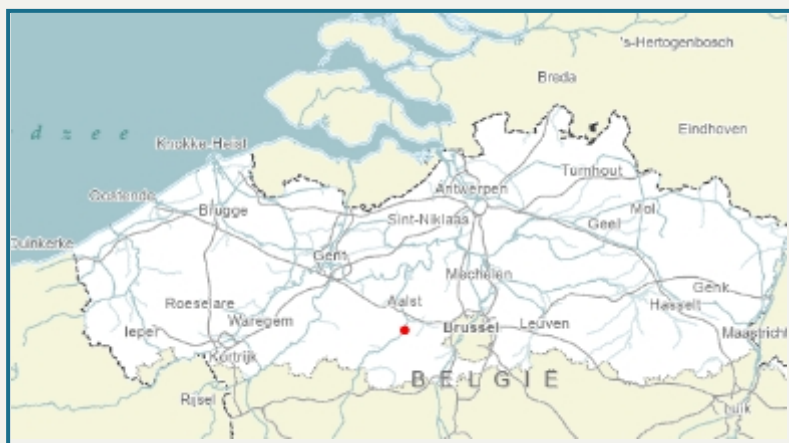 's-Hertogenbosch
Breda
Eindhoven
dzee
Knokke-Heist
Turnhout
Antwerpen
Oostende
Mol
Brugge
Sint-Niklaas
Geel
Duinkerke
Gent
Mechelen
Genk
Roeselare
Aalst
Hasselt
Waregem
Brussel
Leuven
Ieper
Maastricht
Kortrijk
BELGIË
Rijsel
Luik